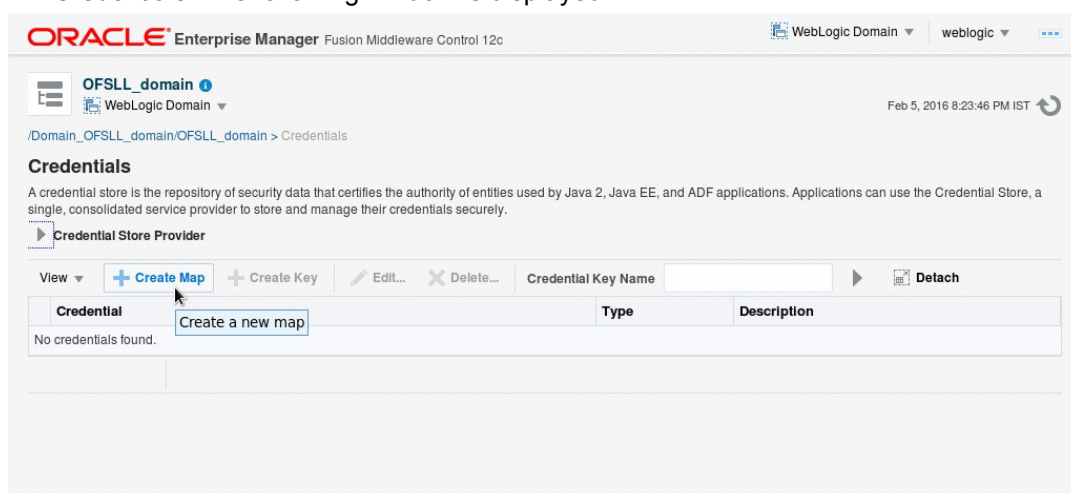 ORACLE Enterprise Manager Fusion Middleware Control 12c
WebLogic Domain weblogic
OFSLL_domain
WebLogic Domain
Feb 5, 2016 8:23:46 PM IST
/Domain_OFSLL_domain/OFSLL_domain > Credentials
Credentials
A credential store is the repository of security data that certifies the authority of entities used by Java 2, Java EE, and ADF applications. Applications can use the Credential Store, a
single, consolidated service provider to store and manage their credentials securely.
Credential Store Provider
View Create Map Create Key Edit... Delete... Credential Key Name Detach
Credential Type Description
Create a new map
No credentials found.